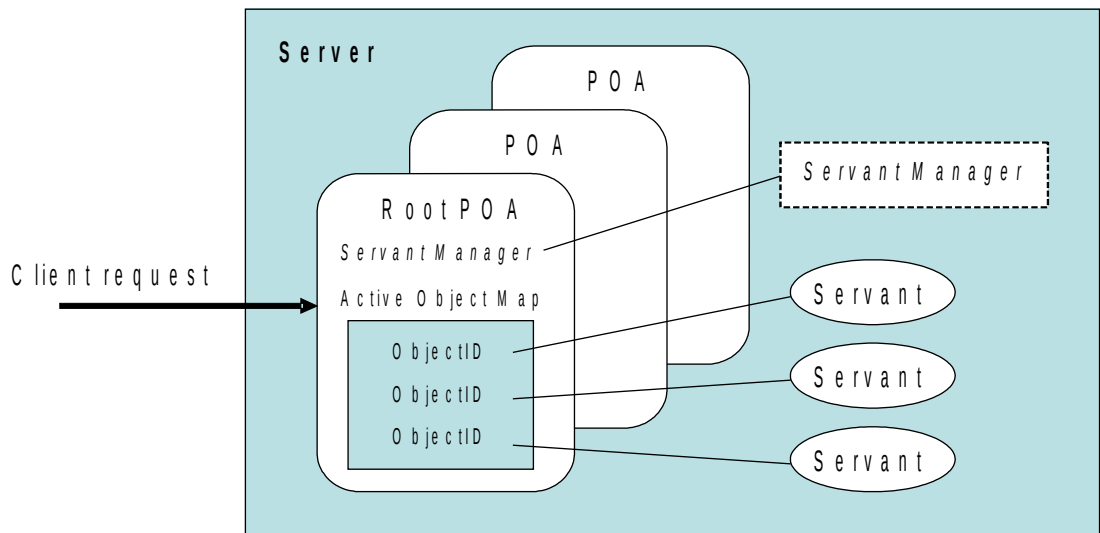 Server
POA
POA
ServantManager
RootPOA
ServantManager
Client request
Active Object Map
Servant
ObjectID
Servant
ObjectID
ObjectID
Servant